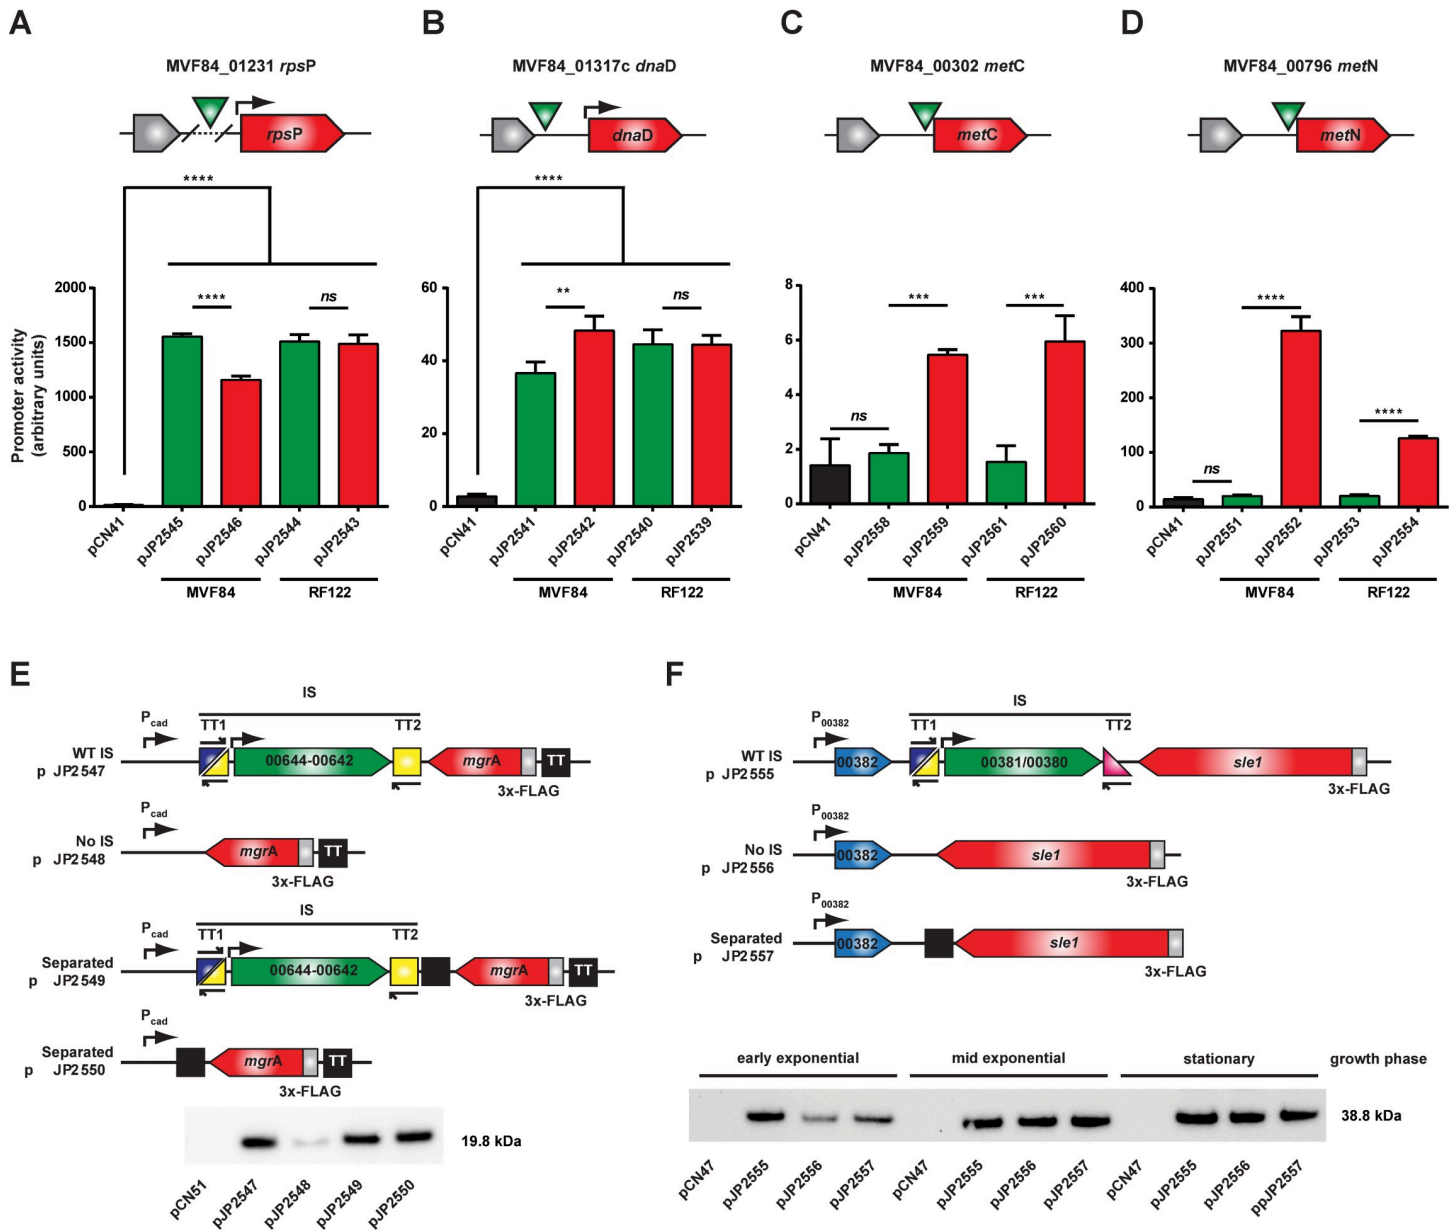 A
MVF84_01231 rpsP
rpsP
****
Promoter activity
(arbitrary units)
2000
1500
1000
500
0
****
ns
pCN41
pJP2545
pJP2546
pJP2544
pJP2543
MVF84
RF122
B
MVF84_01317c dnaD
dnaD
****
60
40
20
0
**
ns
pCN41
pJP2541
pJP2542
pJP2540
pJP2539
MVF84
RF122
C
MVF84_00302 metC
metC
8
6
4
2
0
ns
***
***
pCN41
pJP2558
pJP2559
pJP2561
pJP2560
MVF84
RF122
D
MVF84_00796 metN
metN
400
300
200
100
0
ns
****
****
pCN41
pJP2551
pJP2552
pJP2553
pJP2554
MVF84
RF122
E
IS
Pcad
TT1
TT2
WT IS
p JP2547
00644-00642
mgrA
TT
3x-FLAG
Pcad
No IS
p JP2548
mgrA
TT
3x-FLAG
IS
Pcad
TT1
TT2
Separated
p JP2549
00644-00642
mgrA
TT
3x-FLAG
Pcad
Separated
p JP2550
mgrA
TT
3x-FLAG
19.8 kDa
pCN51
pJP2547
pJP2548
pJP2549
pJP2550
F
IS
P00382
TT1
TT2
WT IS
p JP2555
00382
00381/00380
sle1
3x-FLAG
P00382
No IS
p JP2556
00382
sle1
3x-FLAG
P00382
Separated
p JP2557
00382
sle1
3x-FLAG
early exponential
mid exponential
stationary
growth phase
38.8 kDa
pCN47
pJP2555
pJP2556
pJP2557
pCN47
pJP2555
pJP2556
pJP2557
pCN47
pJP2555
pJP2556
ppJP2557